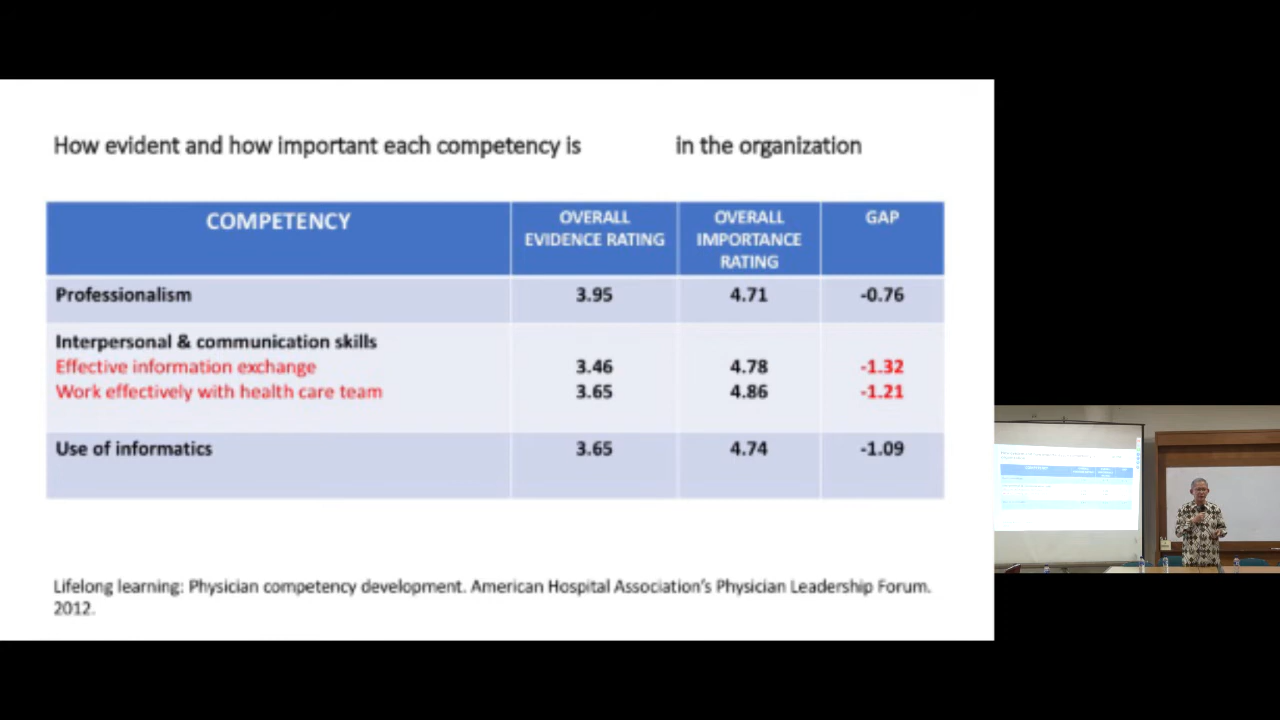 How evident and how important each competency is in the organization
COMPETENCY
OVERALL EVIDENCE RATING
OVERALL IMPORTANCE RATING
GAP
Professionalism 3.95 4.71 -0.76
Interpersonal & communication skills
Effective information exchange 3.46 4.78 -1.32
Work effectively with health care team 3.65 4.86 -1.21
Use of informatics 3.65 4.74 -1.09
Lifelong learning: Physician competency development. American Hospital Association's Physician Leadership Forum.
2012.